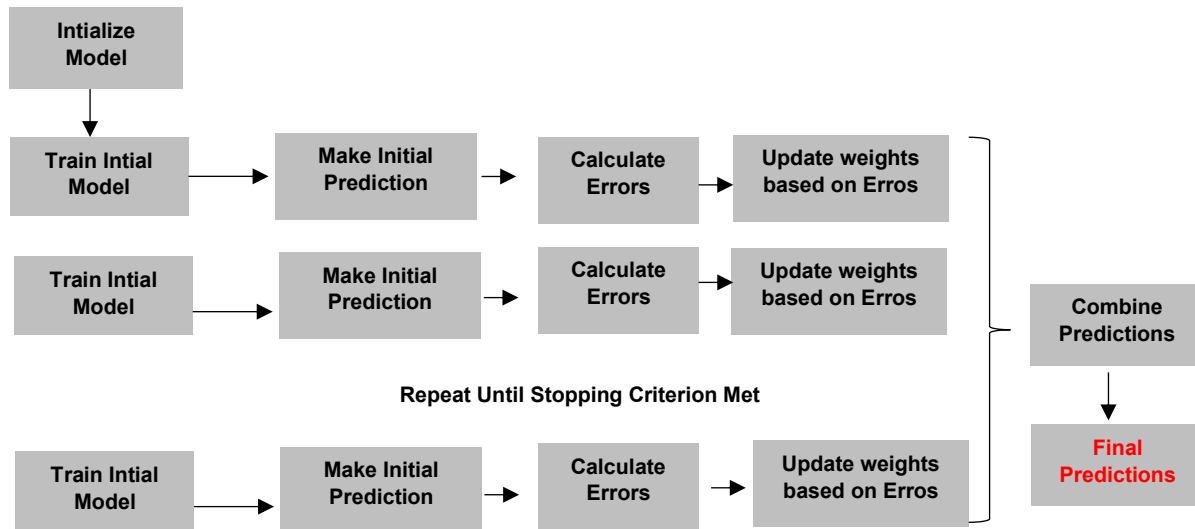 Intialize
Model
Train Intial
Model
Make Initial
Prediction
Calculate
Errors
Update weights
based on Erros
Train Intial
Model
Make Initial
Prediction
Calculate
Errors
Update weights
based on Erros
Combine
Predictions
Repeat Until Stopping Criterion Met
Final
Predictions
Train Intial
Model
Make Initial
Prediction
Calculate
Errors
Update weights
based on Erros